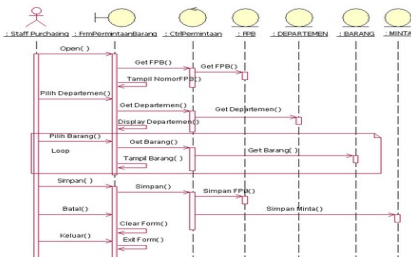 : Staff Purchasing : FrmPermintaanBarang : CtrlPermintaan : FPB : DEPARTEMEN : BARANG : MINTA
Open( )
Get FPB()
Get FPB()
Tampil NomorFPB()
Pilih Departemen()
Get Departemen()
Get Departemen()
Display Departemen()
Pilih Barang()
Get Barang()
Loop
Get Barang( )
Tampil Barang( )
Simpan( )
Simpan()
Simpan FPB()
Batal()
Simpan Minta()
Clear Form()
Keluar()
Exit Form()